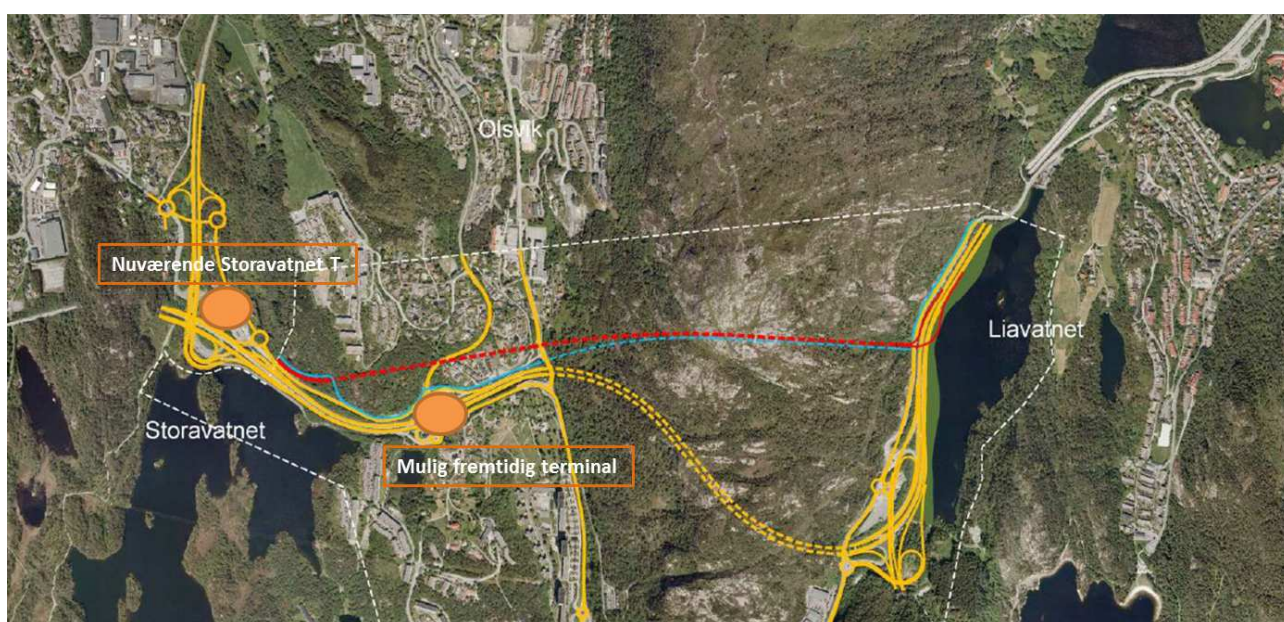 Olsvik
Nuværende Storavatnet T
Liavatnet
Storavatnet
Mulig fremtidig terminal